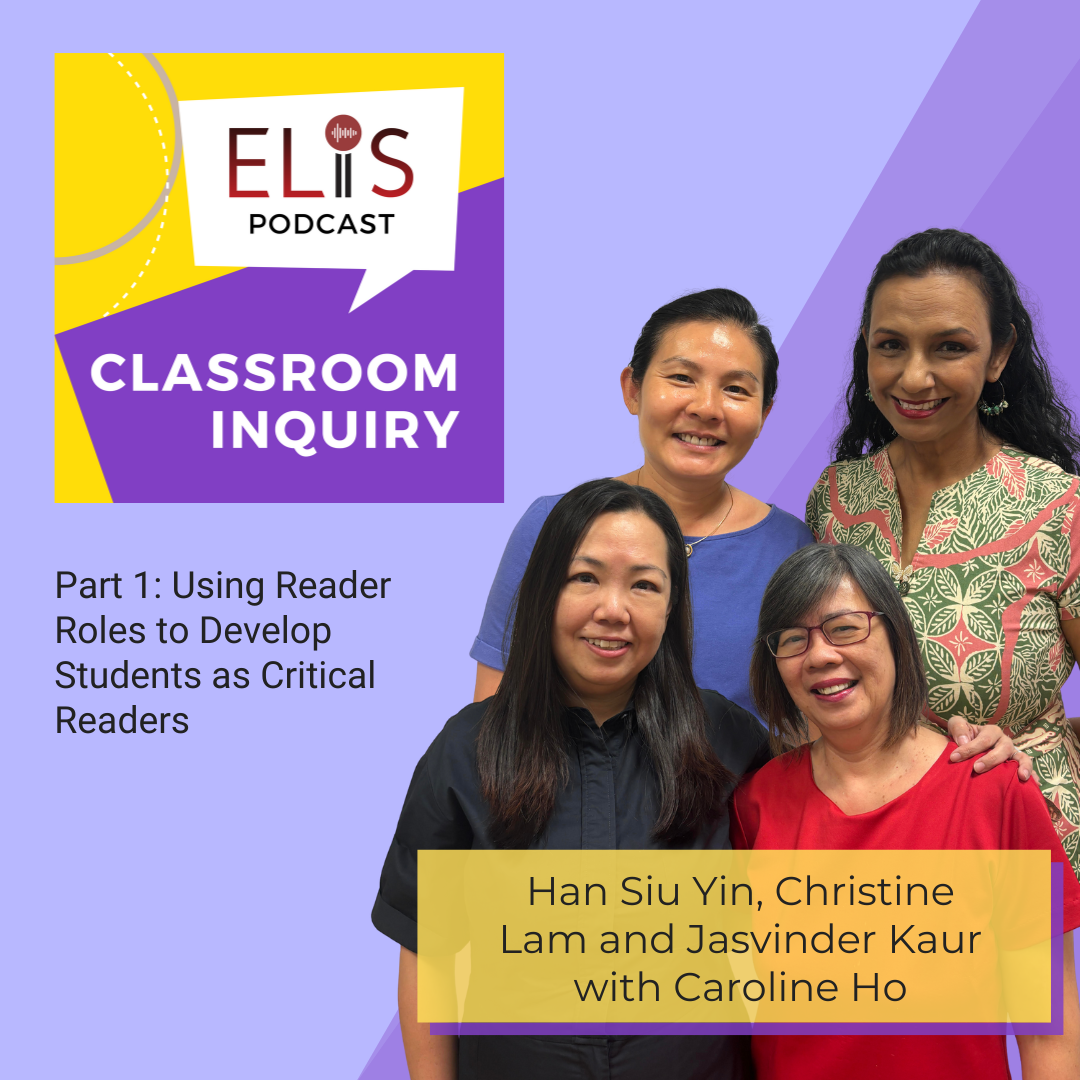 ELiS
PODCAST
CLASSROOM
INQUIRY
Part 1: Using Reader
Roles to Develop
Students as Critical
Readers
Han Siu Yin, Christine
Lam and Jasvinder Kaur
with Caroline Ho